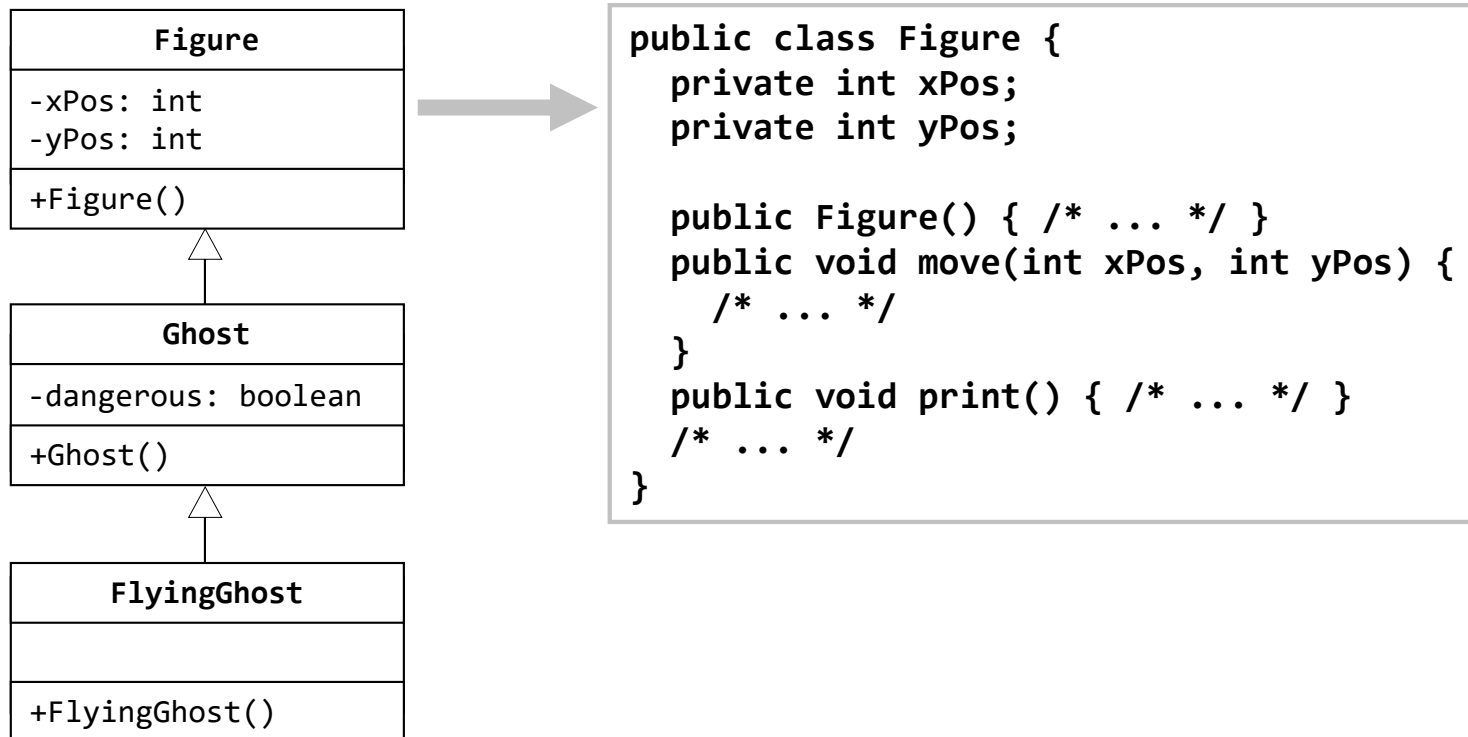 Figure
-xPos: int
-yPos: int
+Figure()
Ghost
-dangerous: boolean
+Ghost()
FlyingGhost
+FlyingGhost()
public class Figure {
  private int xPos;
  private int yPos;

  public Figure() { /* ... */ }
  public void move(int xPos, int yPos) {
    /* ... */
  }
  public void print() { /* ... */ }
  /* ... */
}